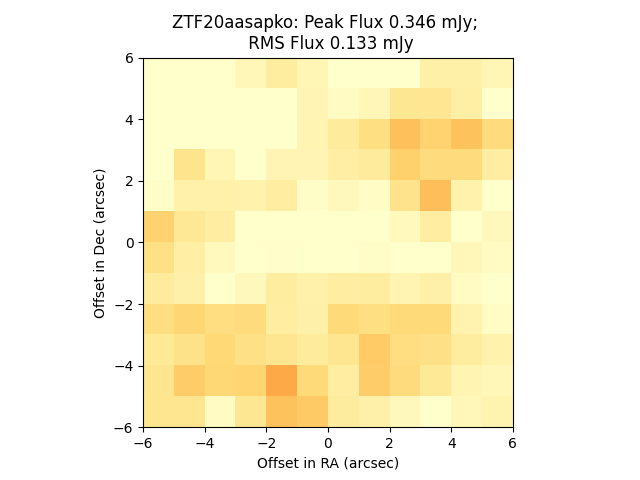 ZTF20aasapko: Peak Flux 0.346 mJy;
RMS Flux 0.133 mJy
6
4
2
0
−2
−4
−6
Offset in Dec (arcsec)
−6 −4 −2 0 2 4 6
Offset in RA (arcsec)